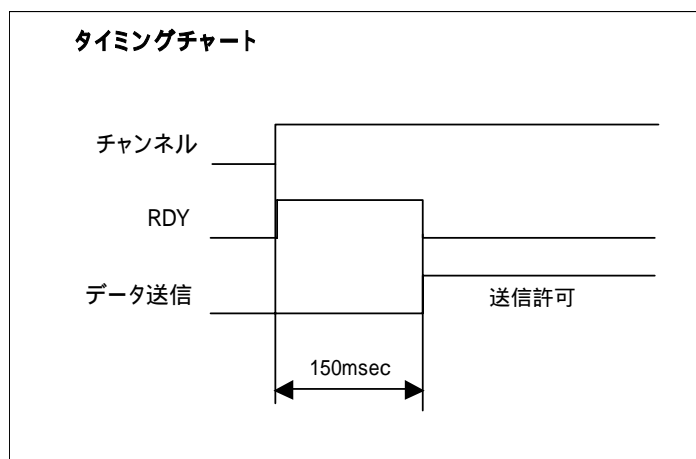 タイミングチャート
チャンネル
RDY
データ送信
送信許可
150msec